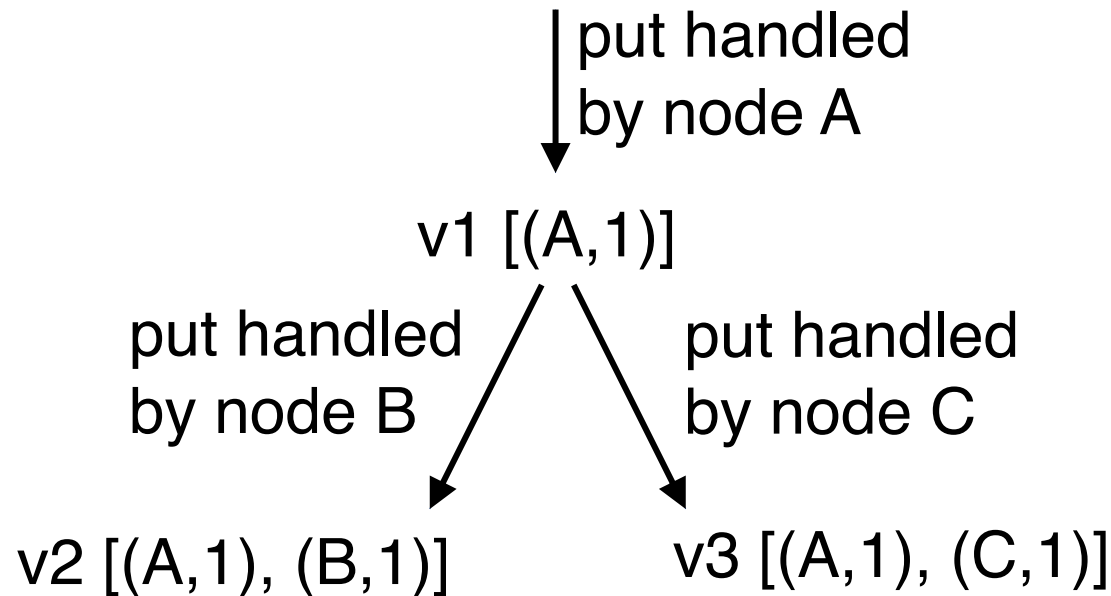 put handled
by node A
v1 [(A,1)]
put handled
by node B
put handled
by node C
v2 [(A,1), (B,1)]
v3 [(A,1), (C,1)]